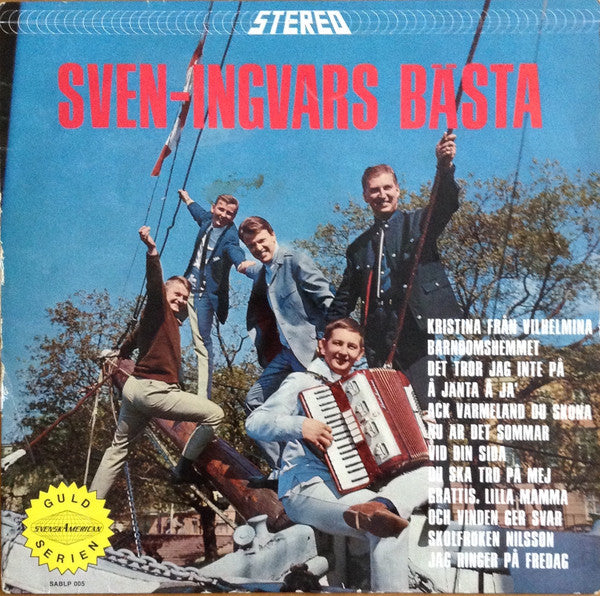 STEREO
SVEN-INGVARS BÄSTA
KRISTINA FRÅN VILHELMINA
BARNDOMSHEMMET
DET TROR JAG INTE PÅ
Å JÄNTA Å JA'
ACK VÄRMELAND DU SKÖNA
NU ÄR DET SOMMAR
VID DIN SIDA
DU SKA TRO PÅ MEJ
GRATTIS, LILLA MAMMA
OCH VINDEN GER SVAR
SKOLFRÖKEN NILSSON
JAG RINGER PÅ FREDAG
GULD
SVENSKAMERICAN
SERIEN
SABLP 005